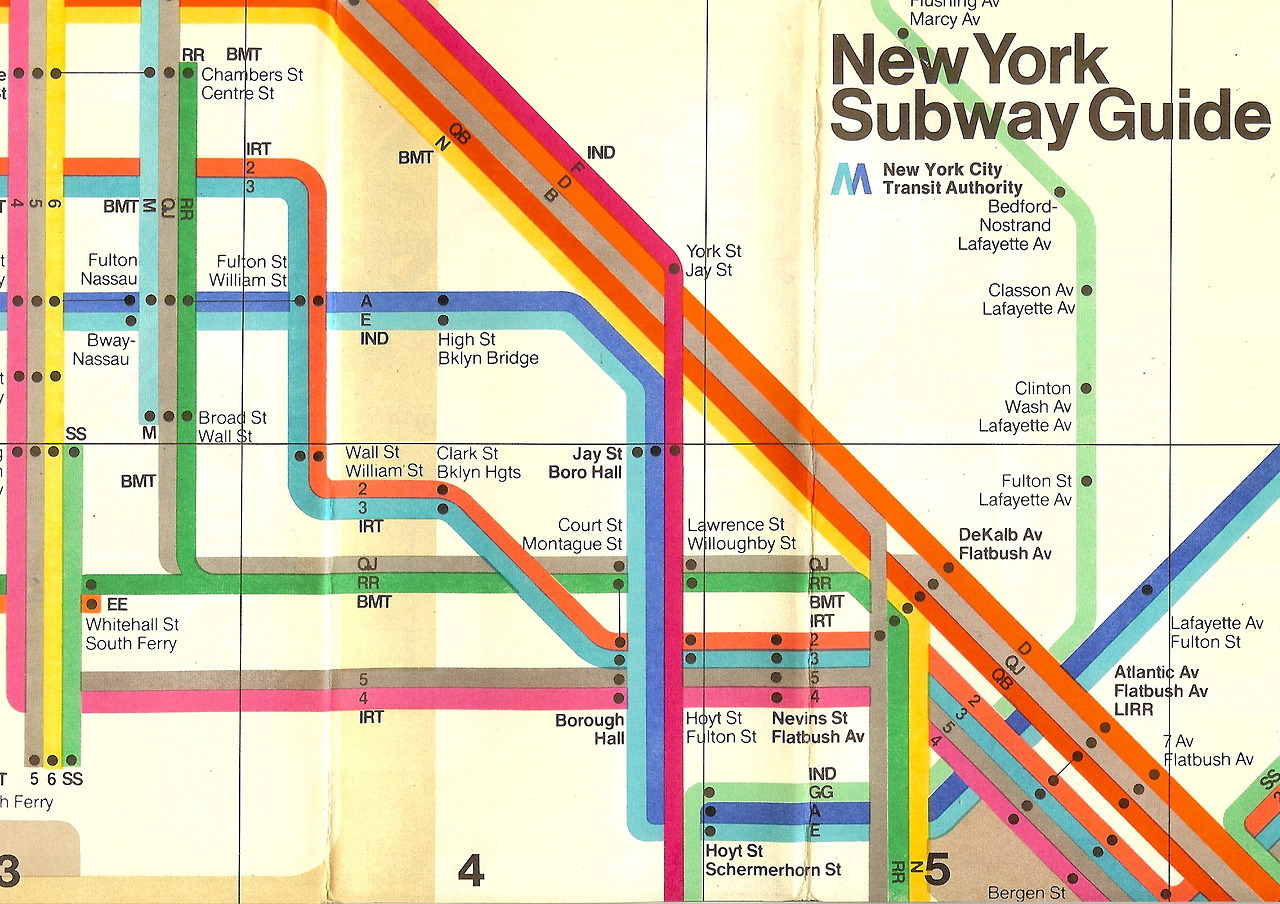 Flushing Av
Marcy Av
New York
Subway Guide
New York City
Transit Authority
RR BMT
Chambers St
Centre St
IRT
2
3
4
5
6
BMT
M
QJ
RR
BMT
N
QB
IND
F
D
B
Bedford-
Nostrand
Lafayette Av
York St
Jay St
Fulton
Nassau
Fulton St
William St
A
E
IND
High St
Bklyn Bridge
Bway-
Nassau
Classon Av
Lafayette Av
Clinton
Wash Av
Lafayette Av
SS
M
Broad St
Wall St
BMT
Wall St
William St
Clark St
Bklyn Hgts
2
3
IRT
Jay St
Boro Hall
Fulton St
Lafayette Av
Court St
Montague St
Lawrence St
Willoughby St
DeKalb Av
Flatbush Av
QJ
RR
BMT
QJ
RR
BMT
IRT
2
3
5
4
EE
Whitehall St
South Ferry
5
4
IRT
Borough
Hall
Hoyt St
Fulton St
Nevins St
Flatbush Av
D
QJ
QB
2
3
5
4
Lafayette Av
Fulton St
Atlantic Av
Flatbush Av
LIRR
7 Av
Flatbush Av
5 6 SS
h Ferry
IND
GG
A
E
Hoyt St
Schermerhorn St
SS
2
RR
N
3
4
5
Bergen St